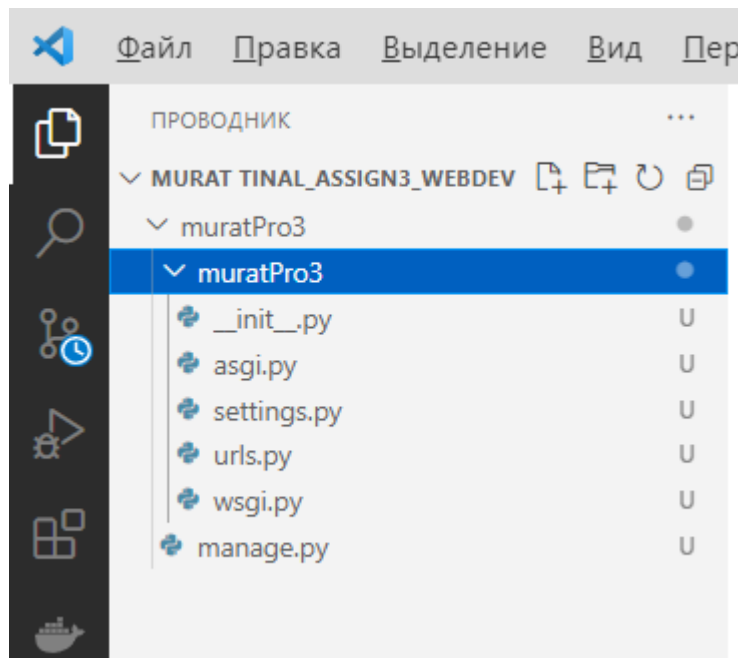 Файл Правка Выделение Вид Пер
ПРОВОДНИК ...
MURAT TINAL_ASSIGN3_WEBDEV
muratPro3
muratPro3
__init__.py U
asgi.py U
settings.py U
urls.py U
wsgi.py U
manage.py U